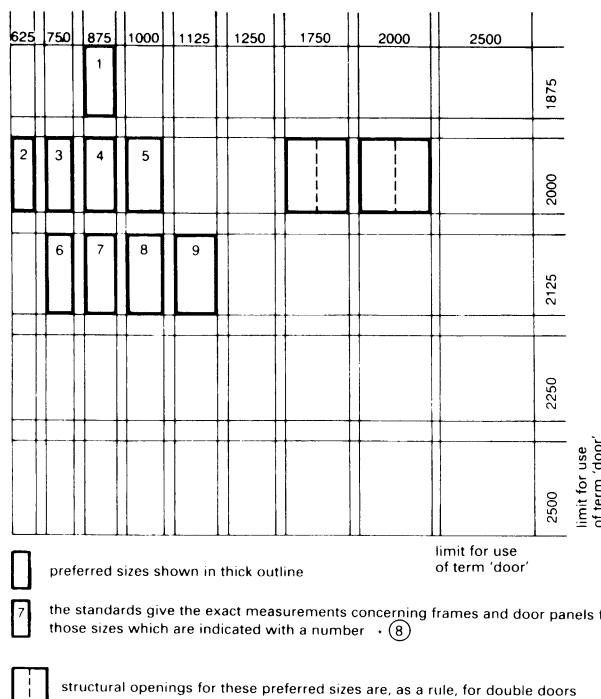 625 750 875 1000 1125 1250 1750 2000 2500
1
1875
2 3 4 5
2000
6 7 8 9
2125
2250
2500
limit for use
of term 'door'
limit for use
of term 'door'
preferred sizes shown in thick outline
7 the standards give the exact measurements concerning frames and door panels
those sizes which are indicated with a number · 8
structural openings for these preferred sizes are, as a rule, for double doors